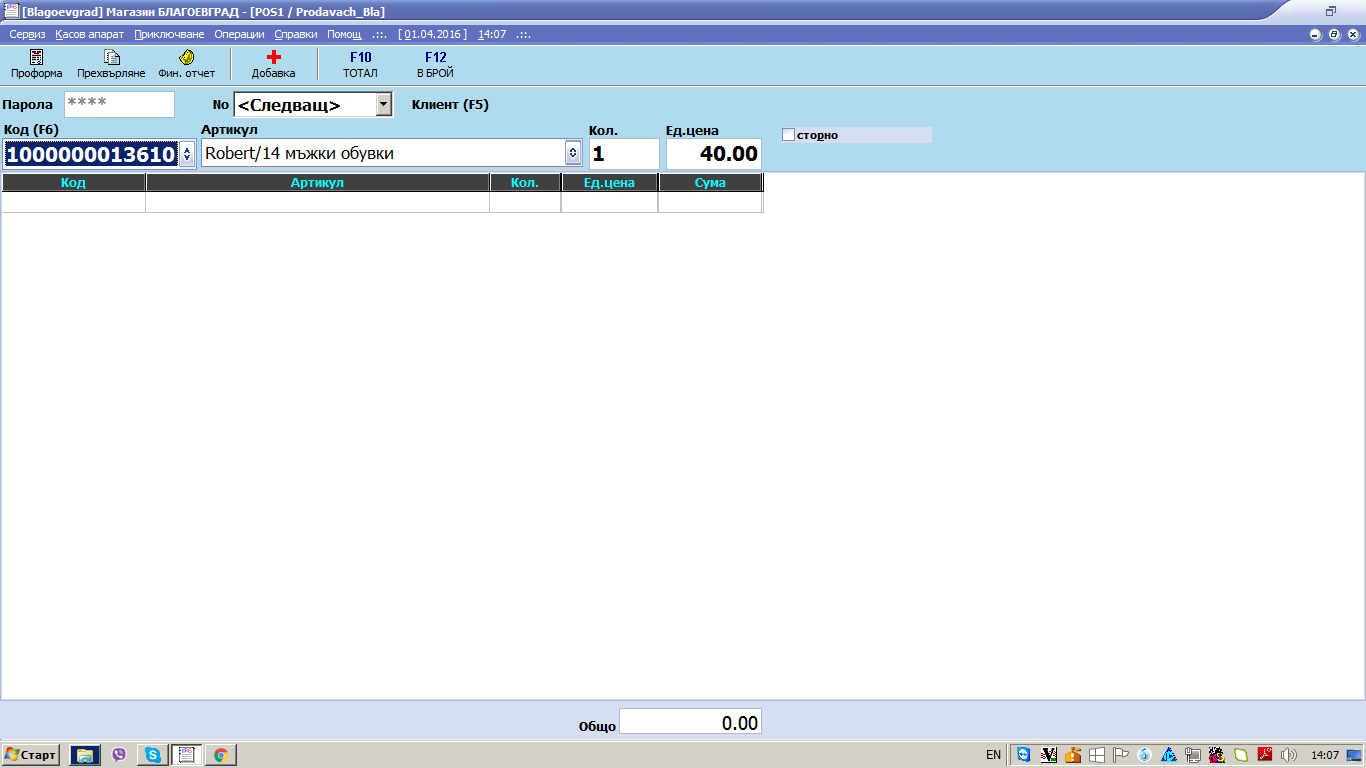 [Blagoevgrad] Магазин БЛАГОЕВГРАД - [POS1 / Prodavach_Bla]
Сервиз Касов апарат Приключване Операции Справки Помощ .::. [ 01.04.2016 ] 14:07 .::.
Проформа Прехвърляне Фин. отчет Добавка F10 ТОТАЛ F12 В БРОЙ
Парола **** No <Следващ> Клиент (F5)
Код (F6) Артикул Кол. Ед.цена сторно
1000000013610 Robert/14 мъжки обувки 1 40.00
Код Артикул Кол. Ед.цена Сума
Общо 0.00
Старт EN 14:07